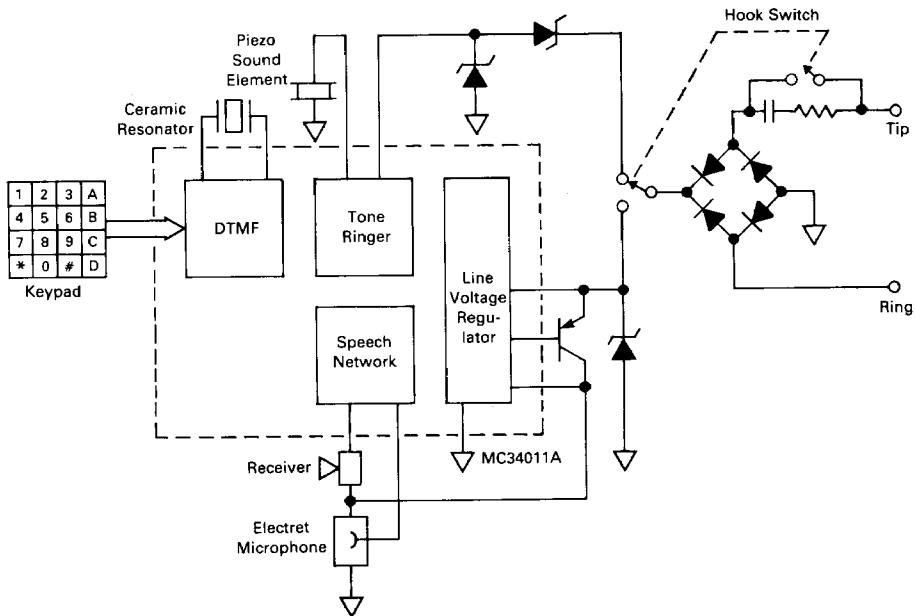 Hook Switch
Piezo
Sound
Element
Ceramic
Resonator
Tip
1 2 3 A
4 5 6 B
7 8 9 C
* 0 # D
Keypad
DTMF
Tone
Ringer
Line
Voltage
Regu-
lator
Ring
Speech
Network
Receiver
MC34011A
Electret
Microphone